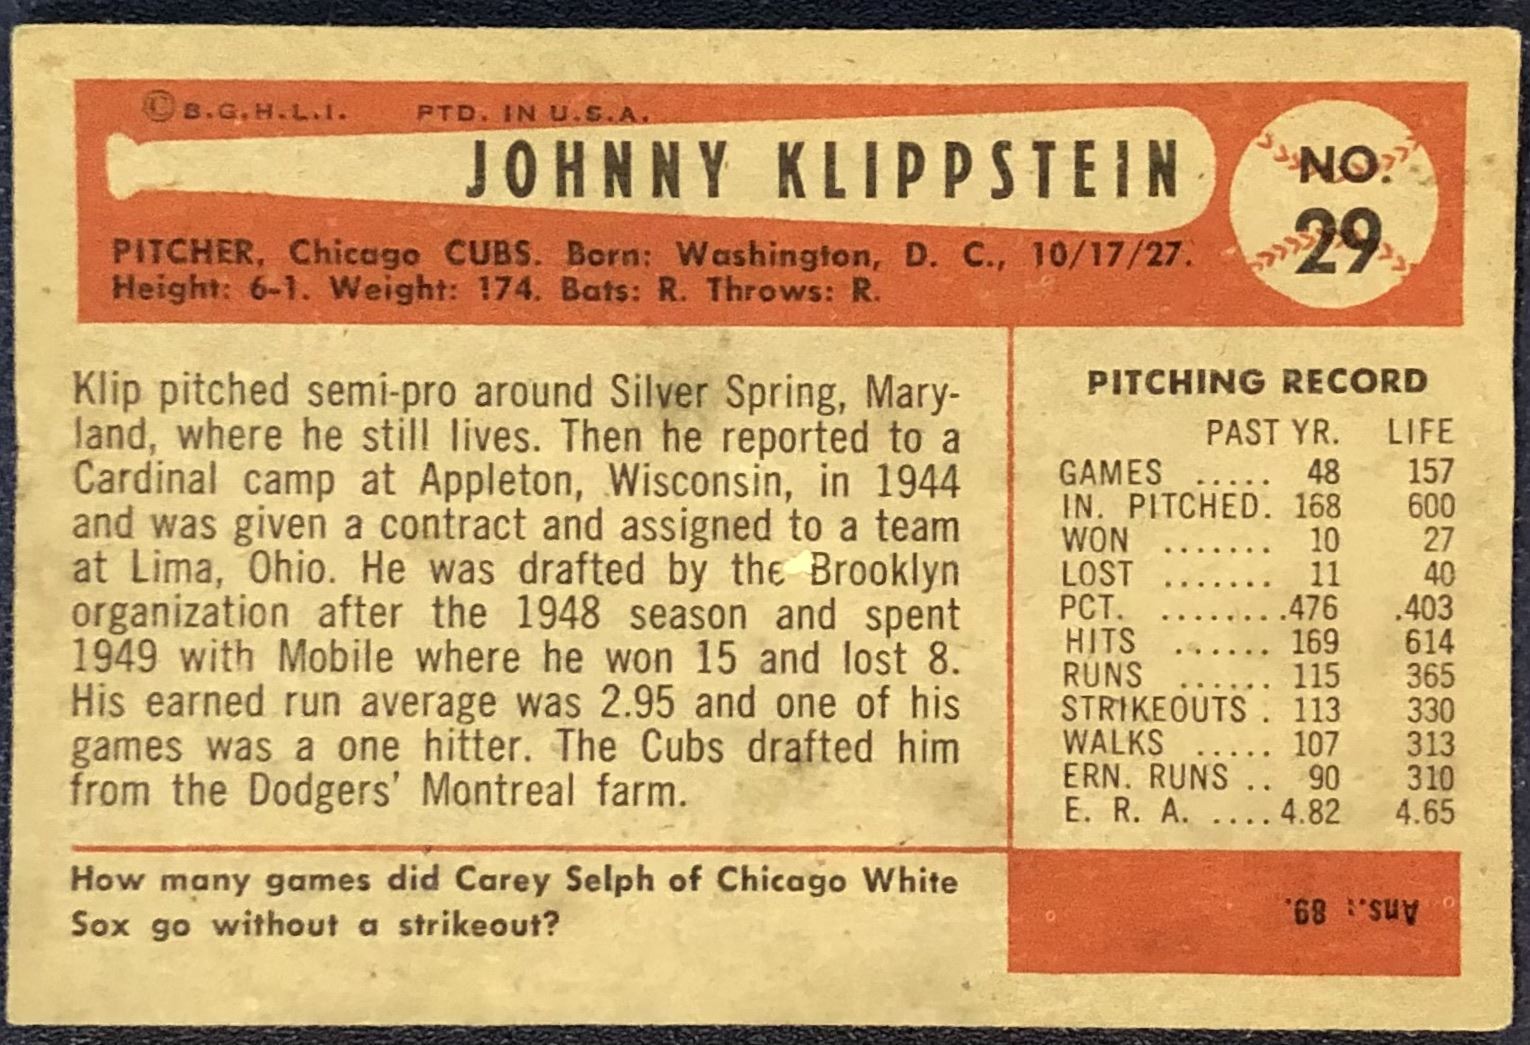 © B.G.H.L.I. PTD. IN U.S.A.
JOHNNY KLIPPSTEIN
NO.
29
PITCHER, Chicago CUBS. Born: Washington, D. C., 10/17/27.
Height: 6-1. Weight: 174. Bats: R. Throws: R.
Klip pitched semi-pro around Silver Spring, Mary-
land, where he still lives. Then he reported to a
Cardinal camp at Appleton, Wisconsin, in 1944
and was given a contract and assigned to a team
at Lima, Ohio. He was drafted by the Brooklyn
organization after the 1948 season and spent
1949 with Mobile where he won 15 and lost 8.
His earned run average was 2.95 and one of his
games was a one hitter. The Cubs drafted him
from the Dodgers' Montreal farm.
PITCHING RECORD
PAST YR. LIFE
GAMES ..... 48 157
IN. PITCHED. 168 600
WON ....... 10 27
LOST ....... 11 40
PCT. .........476 .403
HITS ...... 169 614
RUNS ...... 115 365
STRIKEOUTS . 113 330
WALKS ..... 107 313
ERN. RUNS .. 90 310
E. R. A. ....4.82 4.65
How many games did Carey Selph of Chicago White
Sox go without a strikeout?
Ans.: 89.